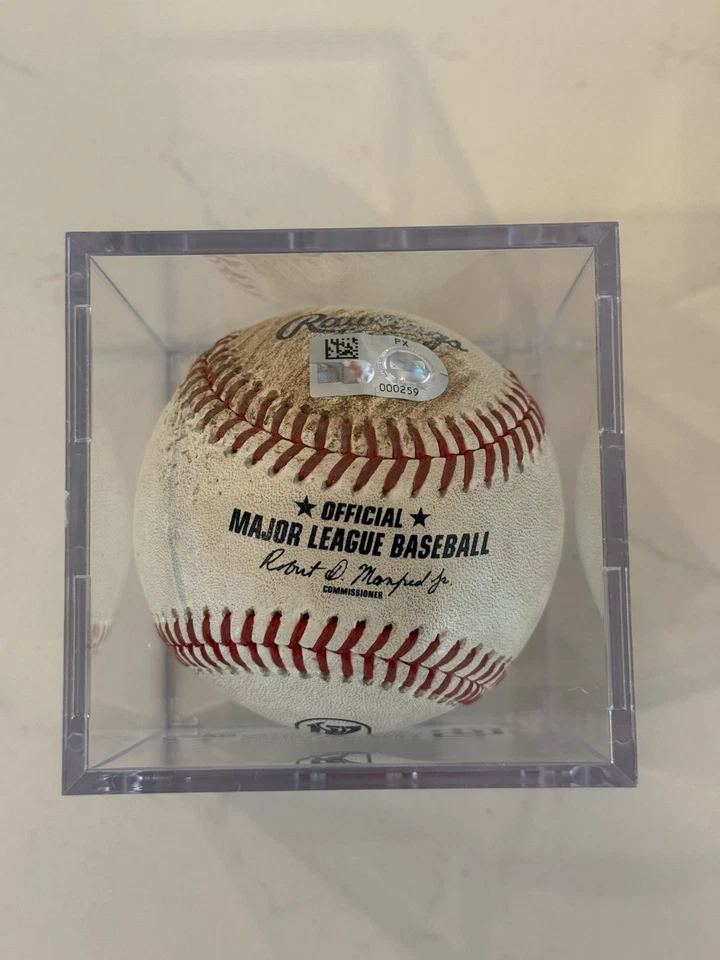 Rawlings
PX
000259
★ OFFICIAL ★
MAJOR LEAGUE BASEBALL
Robert D. Manfred Jr.
COMMISSIONER